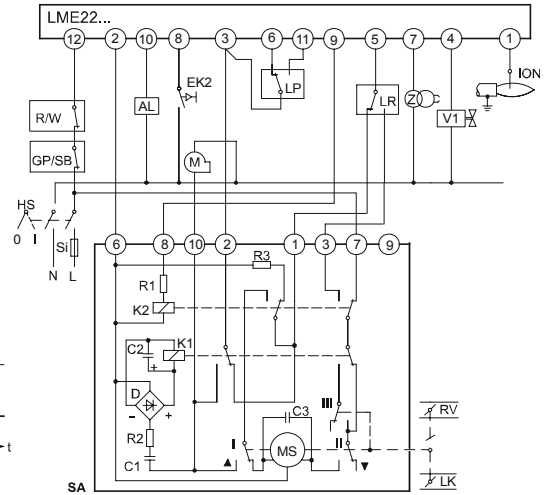 LME22...
12 2 10 8 3 6 11 9 5 7 4 1
EK2
ION
LP
R/W
AL
LR
Z
V1
GP/SB
M
HS
0 I
Si
N L
6 8 10 2 1 3 7 9
R3
R1
K2
K1
C2
+
D
- +
III
C3
RV
R2
I
MS
II
t
C1
LK
SA